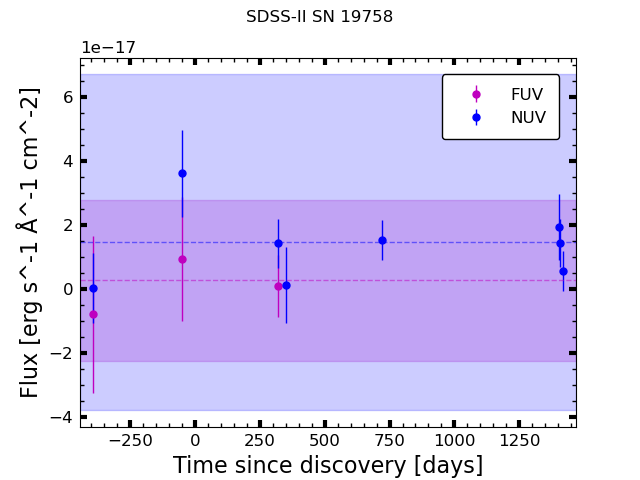 SDSS-II SN 19758
1e−17
FUV
NUV
6
4
2
0
−2
−4
Flux [erg s^-1 Å^-1 cm^-2]
−250 0 250 500 750 1000 1250
Time since discovery [days]